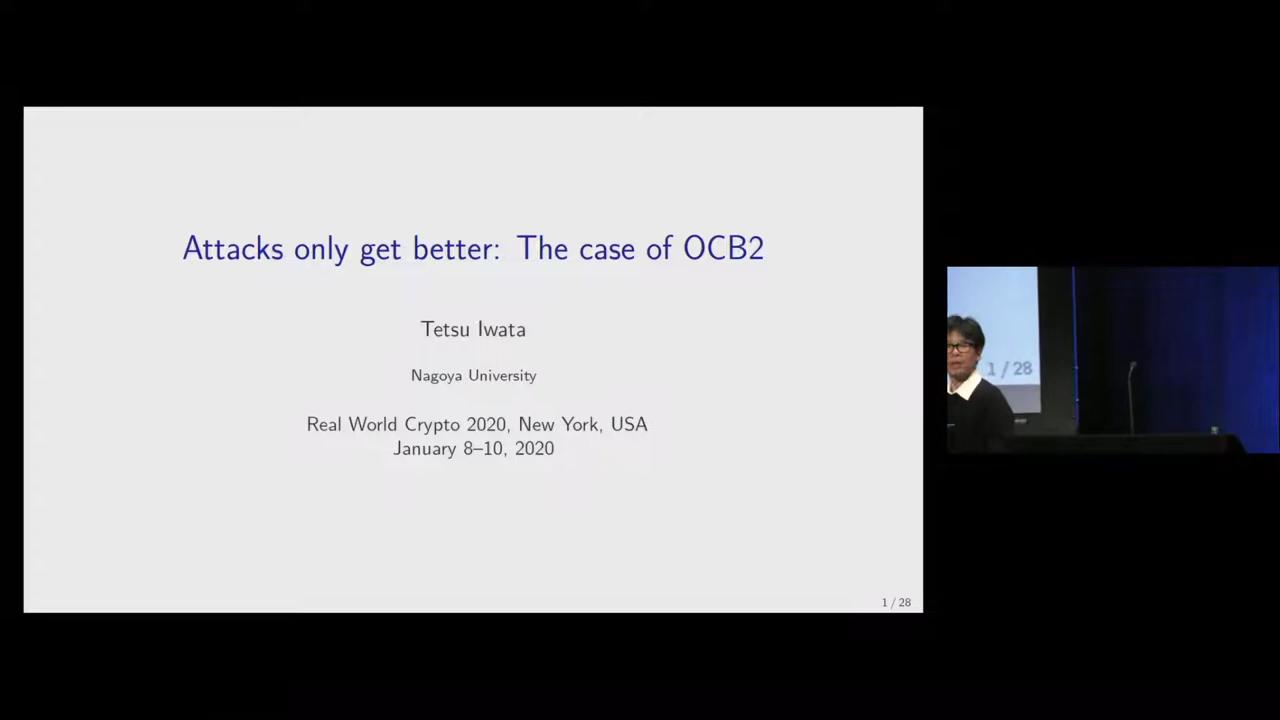 Attacks only get better: The case of OCB2
Tetsu Iwata
Nagoya University
Real World Crypto 2020, New York, USA
January 8–10, 2020
1 / 28
1 / 28